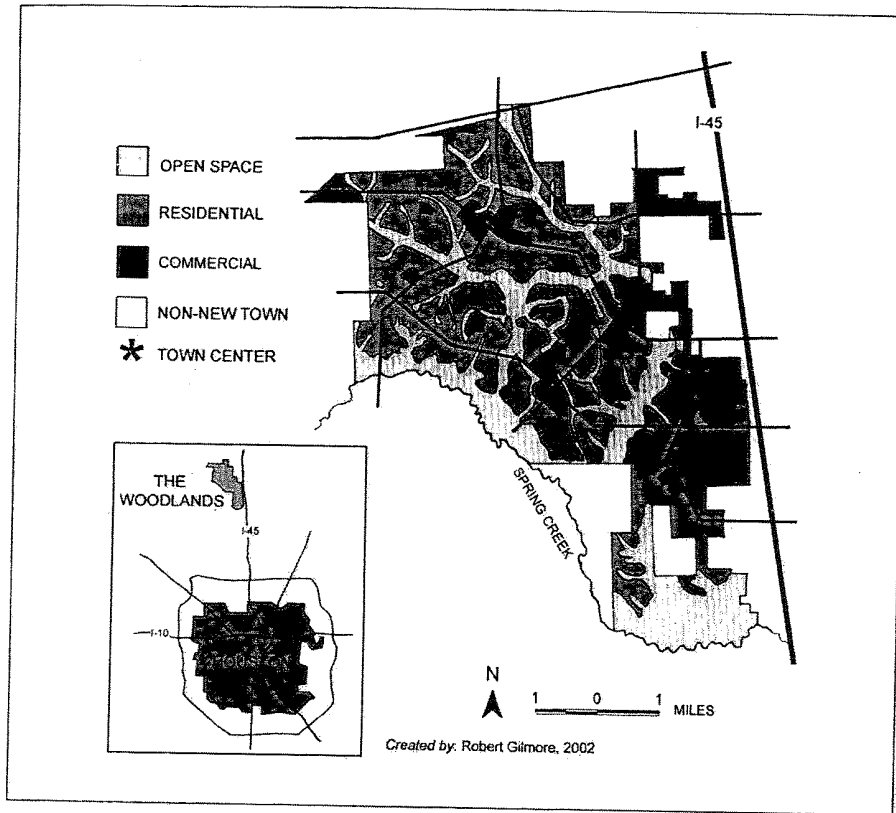 I-45
OPEN SPACE
RESIDENTIAL
COMMERCIAL
NON-NEW TOWN
TOWN CENTER
THE
WOODLANDS
I-45
I-10
HOUSTON
SPRING CREEK
N
1 0 1 MILES
Created by: Robert Gilmore, 2002